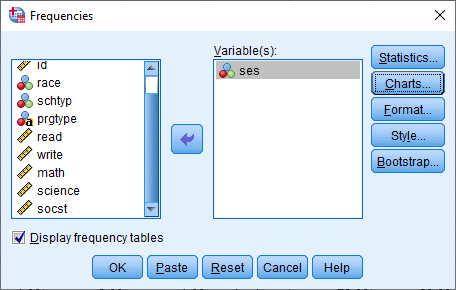 Frequencies
Variable(s):
id
race
schtyp
prgtype
read
write
math
science
socst
ses
Statistics...
Charts...
Format...
Style...
Bootstrap...
Display frequency tables
OK Paste Reset Cancel Help